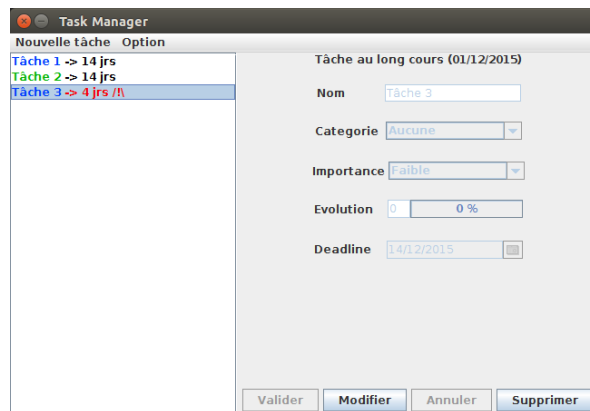 Task Manager
Nouvelle tâche Option
Tâche 1 -> 14 jrs
Tâche 2 -> 14 jrs
Tâche 3 -> 4 jrs /!\
Tâche au long cours (01/12/2015)
Nom Tâche 3
Categorie Aucune
Importance Faible
Evolution 0 0 %
Deadline 14/12/2015
Valider Modifier Annuler Supprimer